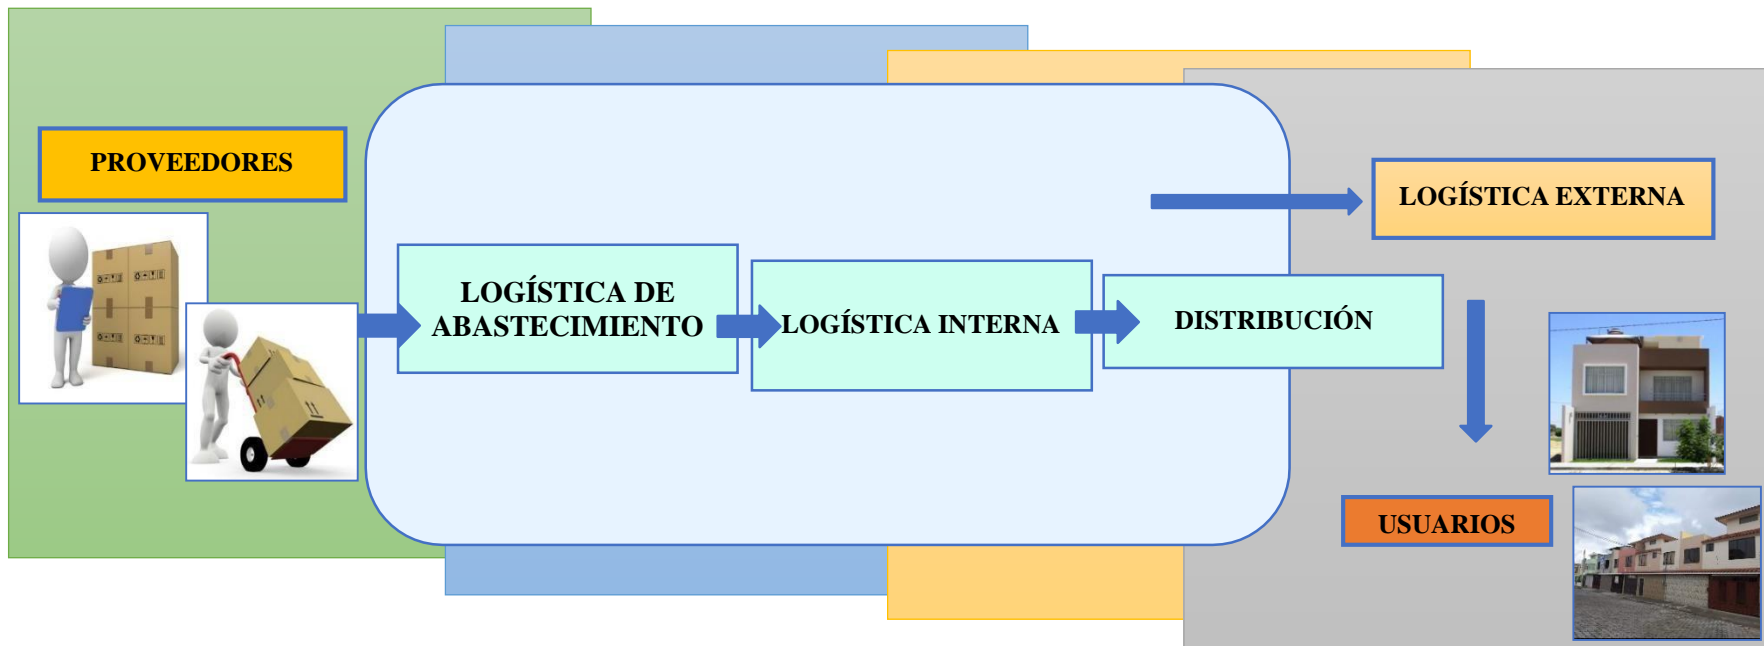 PROVEEDORES
LOGÍSTICA DE
ABASTECIMIENTO
LOGÍSTICA INTERNA
DISTRIBUCIÓN
LOGÍSTICA EXTERNA
USUARIOS